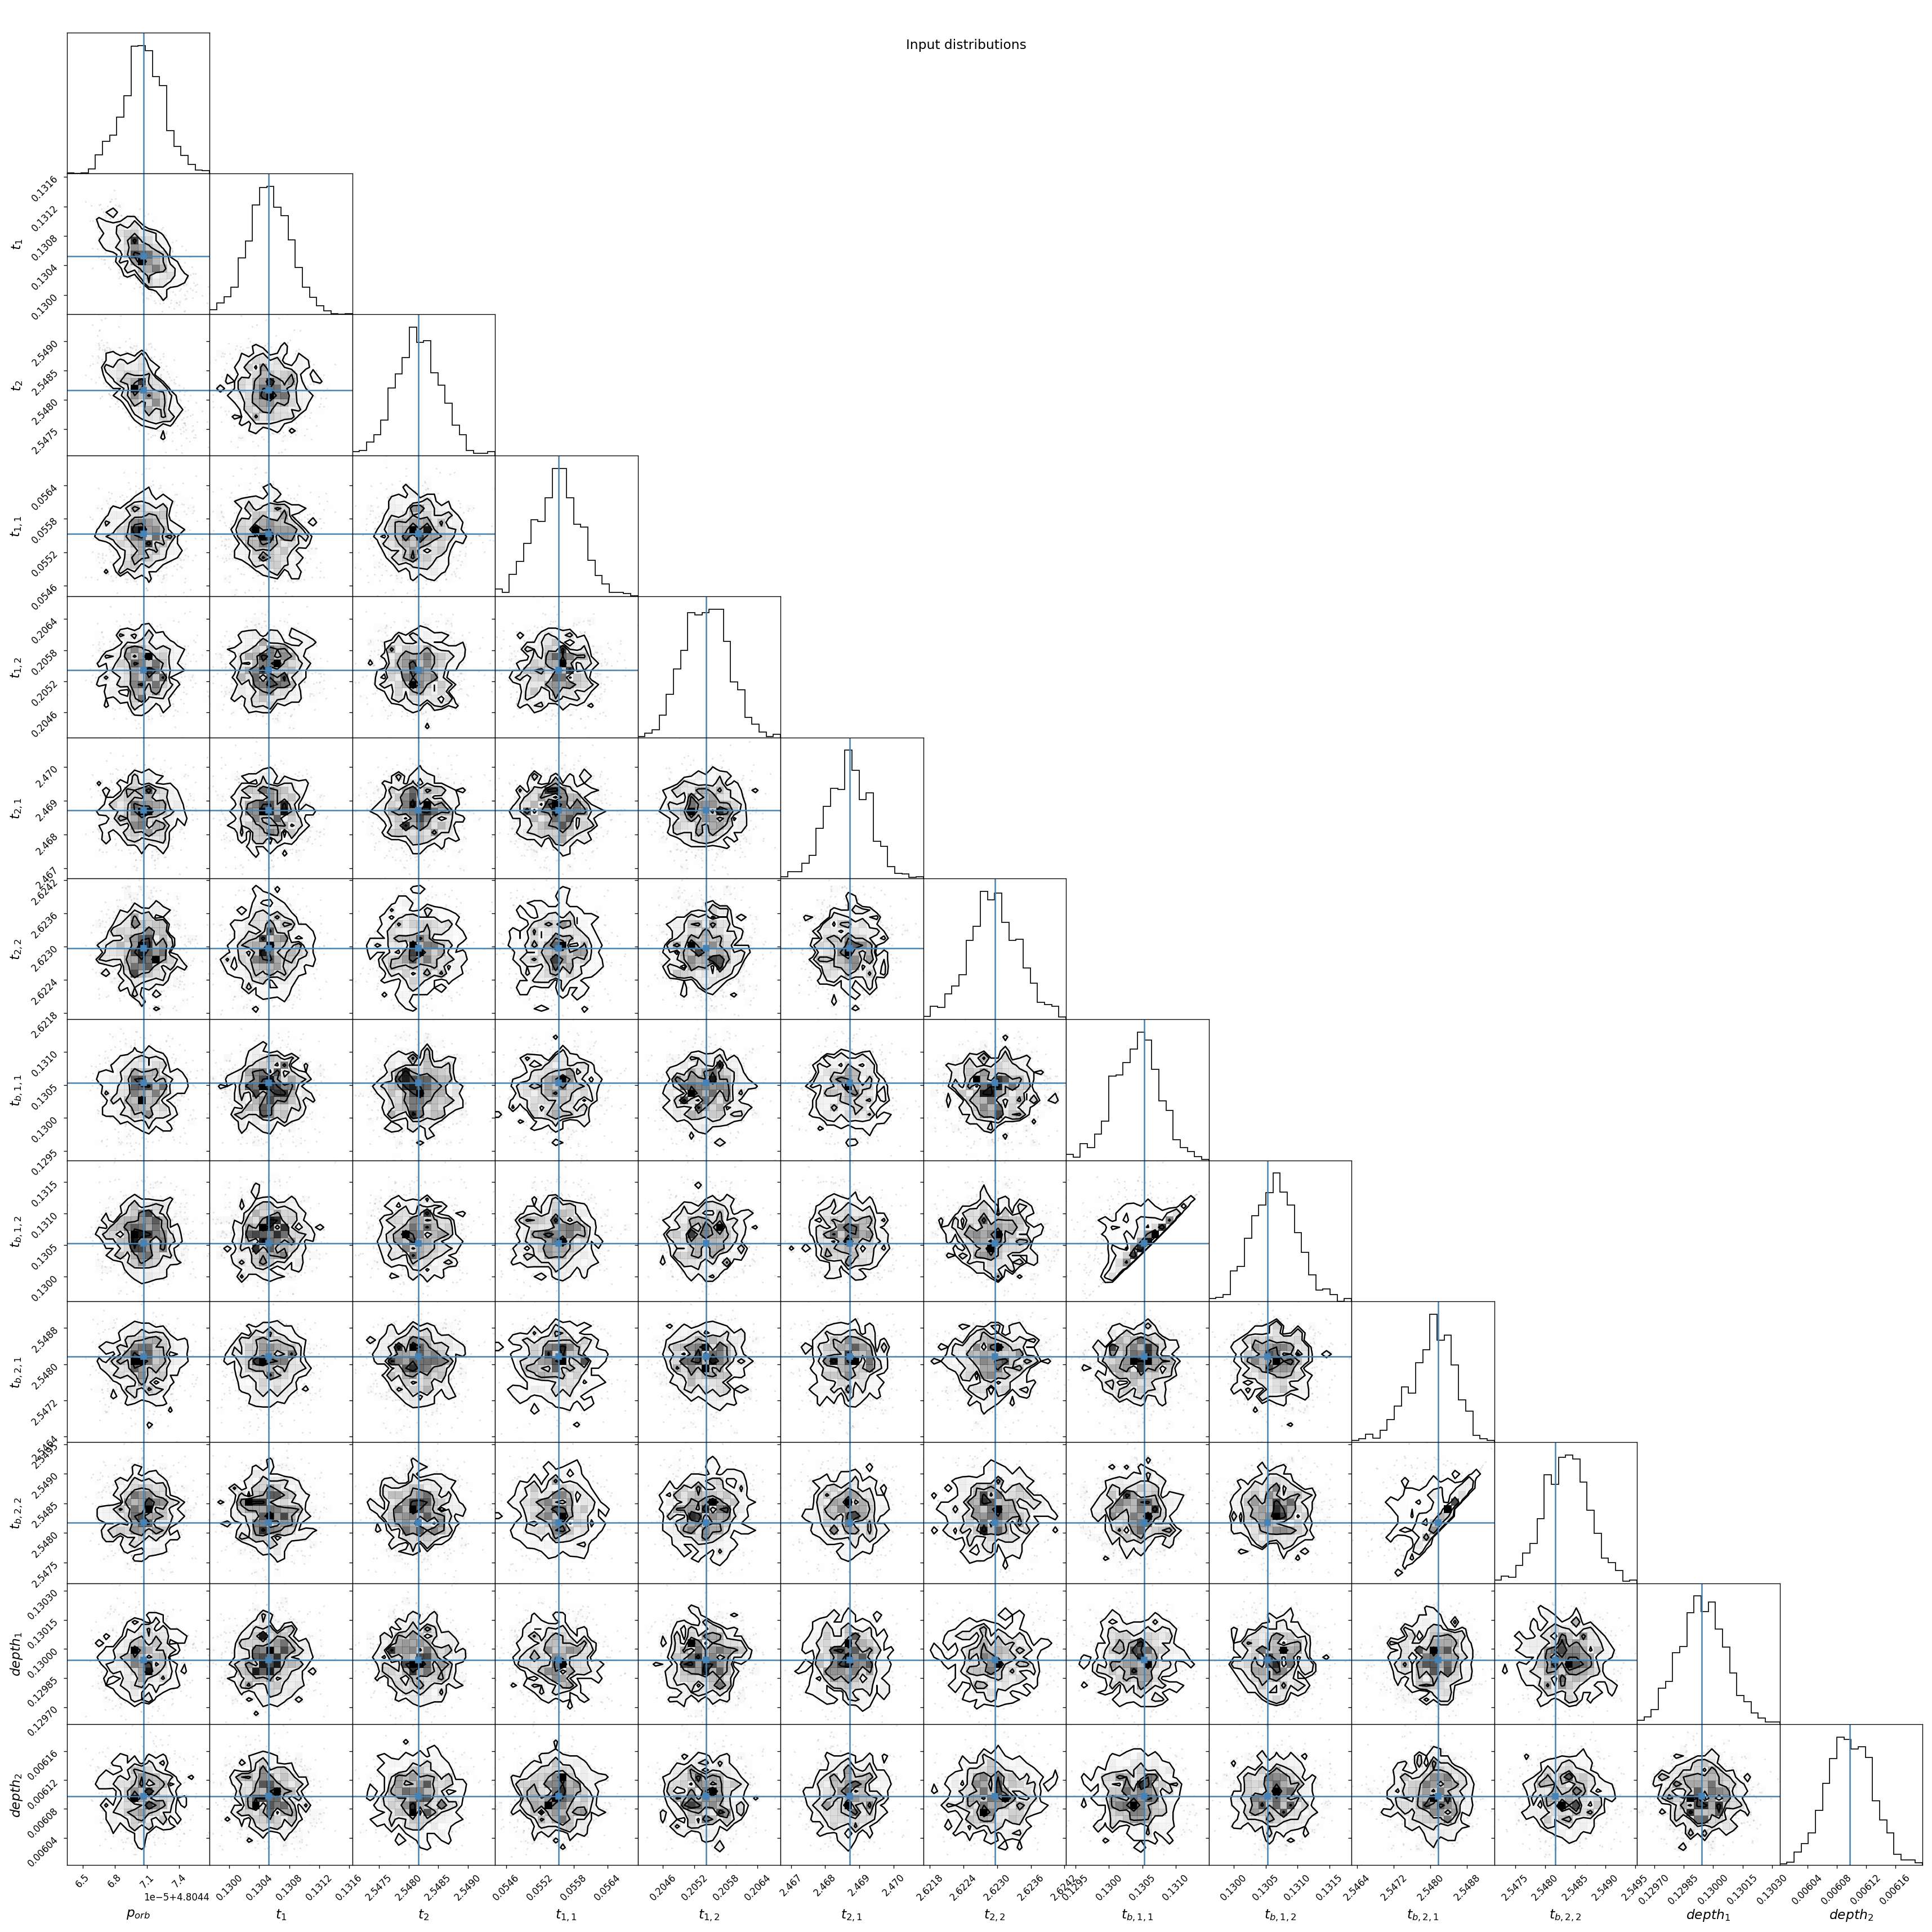 Input distributions
0.1316
0.1312
0.1308
0.1304
0.1300
t₁
2.5490
2.5485
2.5480
2.5475
t₂
0.0564
0.0558
0.0552
0.0546
t₁,₁
0.2064
0.2058
0.2052
0.2046
t₁,₂
2.470
2.469
2.468
2.467
t₂,₁
2.6242
2.6236
2.6230
2.6224
2.6218
t₂,₂
0.1310
0.1305
0.1300
0.1295
t_b,1,1
0.1315
0.1310
0.1305
0.1300
t_b,1,2
2.5488
2.5480
2.5472
2.5464
t_b,2,1
2.5495
2.5490
2.5485
2.5480
2.5475
t_b,2,2
0.13030
0.13015
0.13000
0.12985
0.12970
depth₁
0.00616
0.00612
0.00608
0.00604
depth₂
6.5 6.8 7.1 7.4
1e−5+4.8044
p_orb
0.1300 0.1304 0.1308 0.1312 0.1316
t₁
2.5475 2.5480 2.5485 2.5490
t₂
0.0546 0.0552 0.0558 0.0564
t₁,₁
0.2046 0.2052 0.2058 0.2064
t₁,₂
2.467 2.468 2.469 2.470
t₂,₁
2.6218 2.6224 2.6230 2.6236 2.6242
t₂,₂
0.1295 0.1300 0.1305 0.1310
t_b,1,1
0.1300 0.1305 0.1310 0.1315
t_b,1,2
2.5464 2.5472 2.5480 2.5488
t_b,2,1
2.5475 2.5480 2.5485 2.5490 2.5495
t_b,2,2
0.12970 0.12985 0.13000 0.13015 0.13030
depth₁
0.00604 0.00608 0.00612 0.00616
depth₂